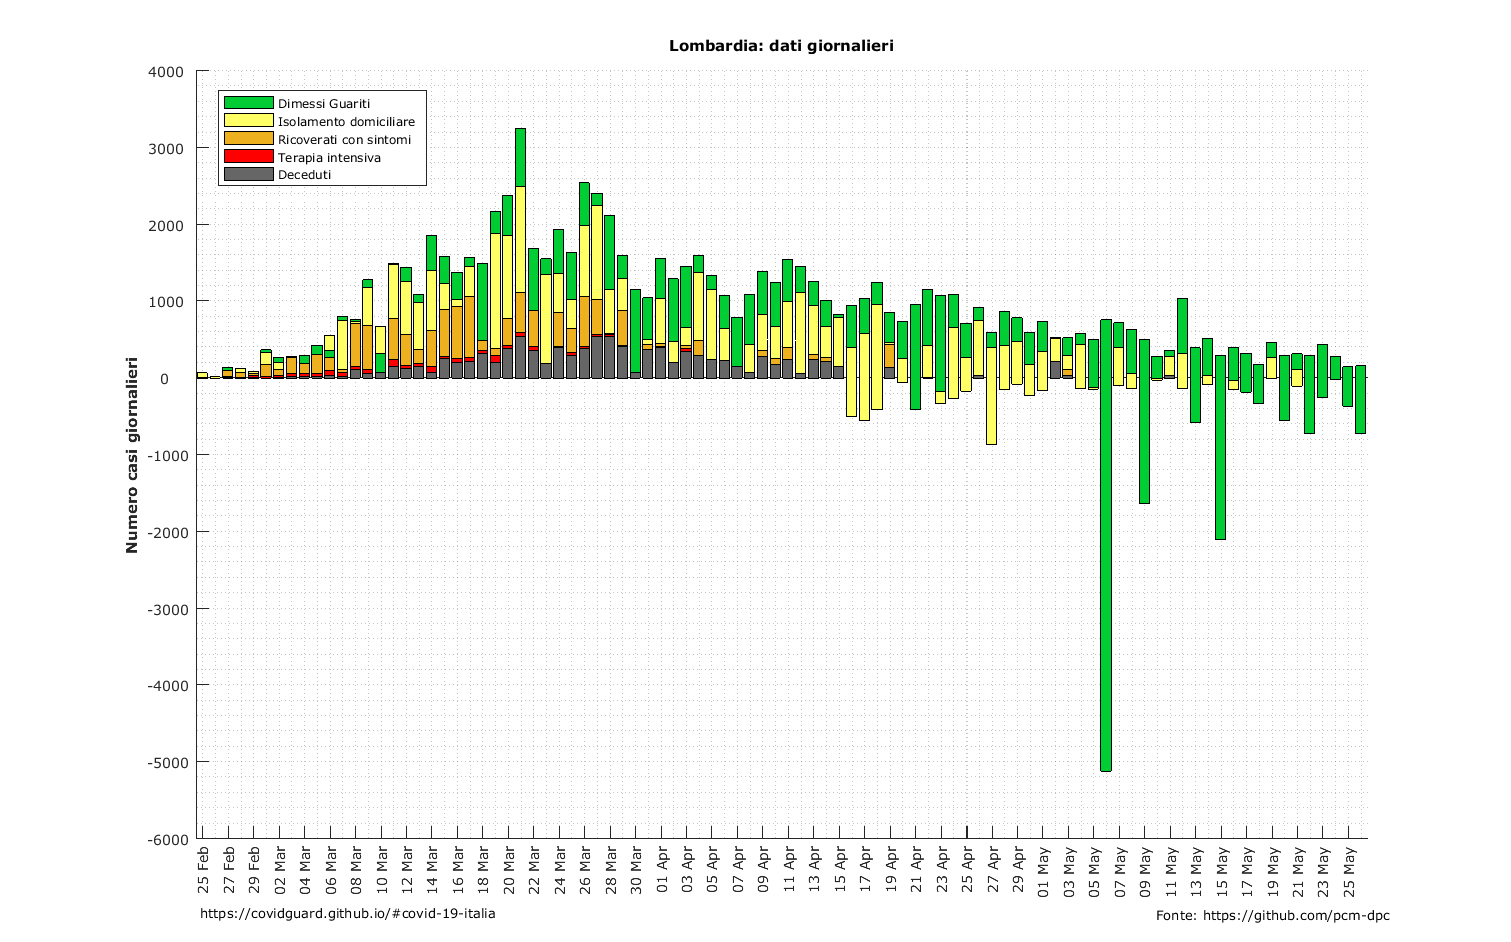 Lombardia: dati giornalieri
4000
3000
2000
1000
0
-1000
-2000
-3000
-4000
-5000
-6000
Numero casi giornalieri
Dimessi Guariti
Isolamento domiciliare
Ricoverati con sintomi
Terapia intensiva
Deceduti
25 Feb
27 Feb
29 Feb
02 Mar
04 Mar
06 Mar
08 Mar
10 Mar
12 Mar
14 Mar
16 Mar
18 Mar
20 Mar
22 Mar
24 Mar
26 Mar
28 Mar
30 Mar
01 Apr
03 Apr
05 Apr
07 Apr
09 Apr
11 Apr
13 Apr
15 Apr
17 Apr
19 Apr
21 Apr
23 Apr
25 Apr
27 Apr
29 Apr
01 May
03 May
05 May
07 May
09 May
11 May
13 May
15 May
17 May
19 May
21 May
23 May
25 May
https://covidguard.github.io/#covid-19-italia
Fonte: https://github.com/pcm-dpc